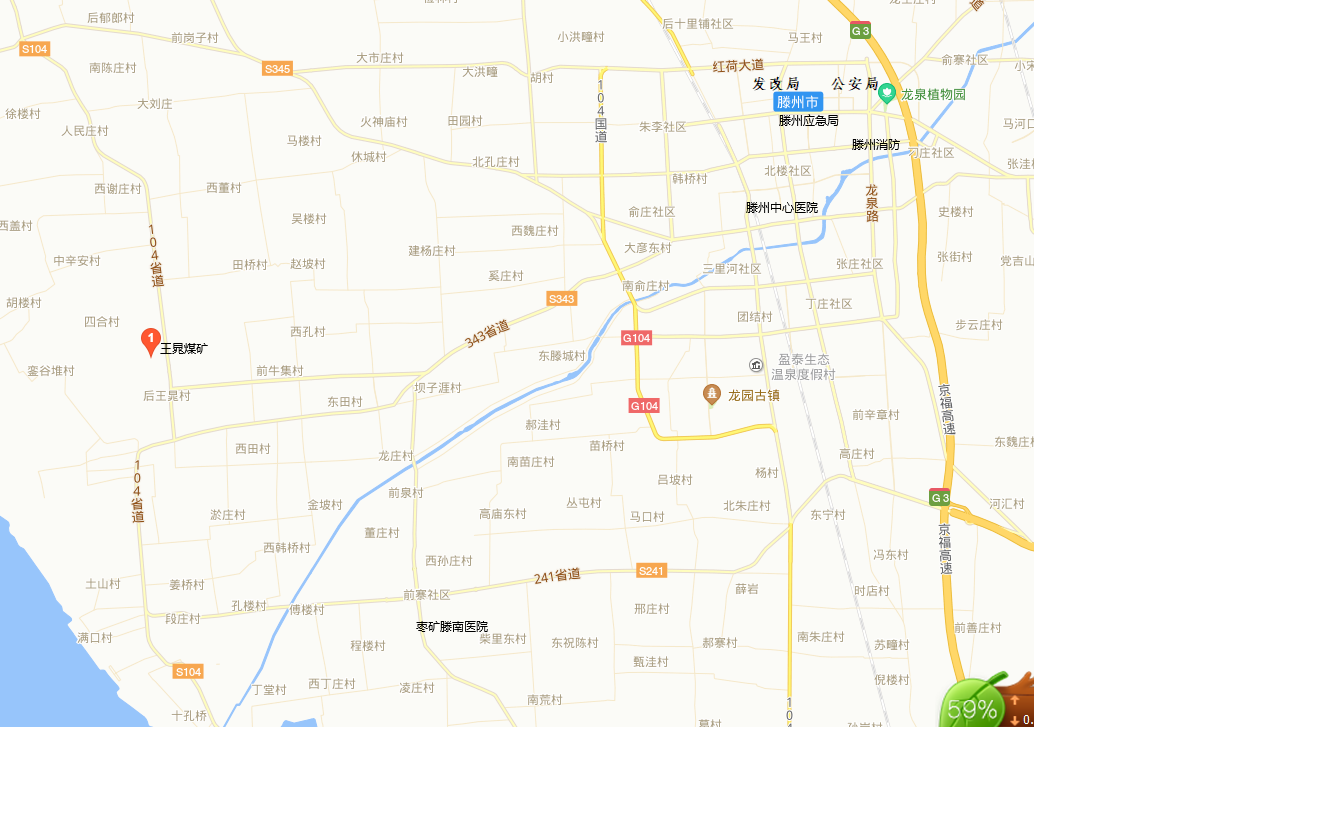 后郁郎村
S104
前岗子村
南陈庄村
S345
大市庄村
大洪疃
胡村
小洪疃村
后十里铺社区
马王村
G3
俞寨社区
红荷大道
发改局
公安局
滕州市
龙泉植物园
滕州应急局
徐楼村
大刘庄
人民庄村
马楼村
火神庙村
田园村
104国道
朱李社区
滕州消防
刁庄社区
马河口
休城村
北孔庄村
韩桥村
北楼社区
张洼村
西谢庄村
西董村
龙泉路
滕州中心医院
俞庄社区
史楼村
西盖村
吴楼村
西魏庄村
104省道
建杨庄村
大彦东村
张街村
党吉山
中辛安村
田桥村
赵坡村
奚庄村
三里河社区
张庄社区
南俞庄村
胡楼村
S343
丁庄社区
四合村
西孔村
343省道
G104
团结村
步云庄村
1
王晁煤矿
东滕城村
盈泰生态
温泉度假村
銮谷堆村
前牛集村
坝子涯村
后王晁村
东田村
G104
龙园古镇
京福高速
前辛章村
郝洼村
西田村
龙庄村
苗桥村
东魏庄村
南苗庄村
高庄村
104省道
吕坡村
杨村
前泉村
G3
金坡村
丛屯村
北朱庄村
河汇村
淤庄村
高庙东村
马口村
东宁村
董庄村
京福高速
西韩桥村
西孙庄村
冯东村
241省道
S241
土山村
姜桥村
前寨社区
薛岩
时店村
孔楼村
傅楼村
邢庄村
段庄村
枣矿滕南医院
前善庄村
满口村
柴里东村
东祝陈村
郝寨村
南朱庄村
程楼村
苏疃村
甄洼村
S104
丁堂村
西丁庄村
凌庄村
倪楼村
南荒村
十孔桥
104
59%
0.